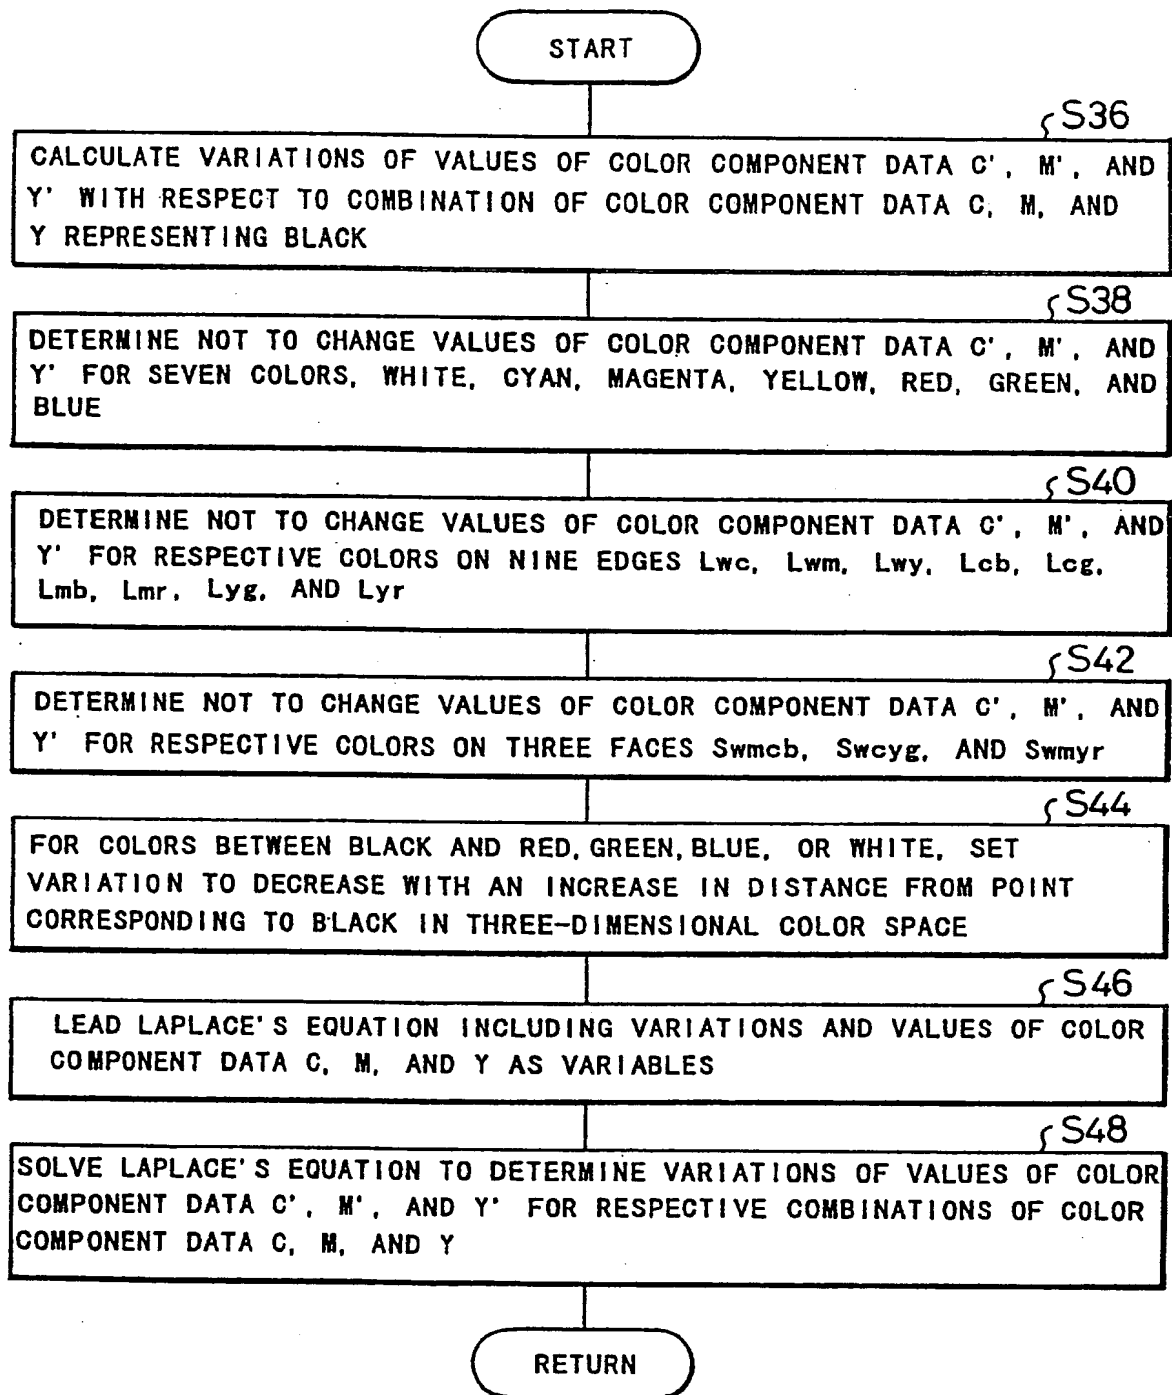 START
S36
CALCULATE VARIATIONS OF VALUES OF COLOR COMPONENT DATA C', M', AND
Y' WITH RESPECT TO COMBINATION OF COLOR COMPONENT DATA C, M, AND
Y REPRESENTING BLACK
S38
DETERMINE NOT TO CHANGE VALUES OF COLOR COMPONENT DATA C', M', AND
Y' FOR SEVEN COLORS, WHITE, CYAN, MAGENTA, YELLOW, RED, GREEN, AND
BLUE
S40
DETERMINE NOT TO CHANGE VALUES OF COLOR COMPONENT DATA C', M', AND
Y' FOR RESPECTIVE COLORS ON NINE EDGES Lwc, Lwm, Lwy, Lcb, Lcg,
Lmb, Lmr, Lyg, AND Lyr
S42
DETERMINE NOT TO CHANGE VALUES OF COLOR COMPONENT DATA C', M', AND
Y' FOR RESPECTIVE COLORS ON THREE FACES Swmcb, Swcyg, AND Swmyr
S44
FOR COLORS BETWEEN BLACK AND RED, GREEN, BLUE, OR WHITE, SET
VARIATION TO DECREASE WITH AN INCREASE IN DISTANCE FROM POINT
CORRESPONDING TO BLACK IN THREE-DIMENSIONAL COLOR SPACE
S46
LEAD LAPLACE'S EQUATION INCLUDING VARIATIONS AND VALUES OF COLOR
COMPONENT DATA C, M, AND Y AS VARIABLES
S48
SOLVE LAPLACE'S EQUATION TO DETERMINE VARIATIONS OF VALUES OF COLOR
COMPONENT DATA C', M', AND Y' FOR RESPECTIVE COMBINATIONS OF COLOR
COMPONENT DATA C, M, AND Y
RETURN